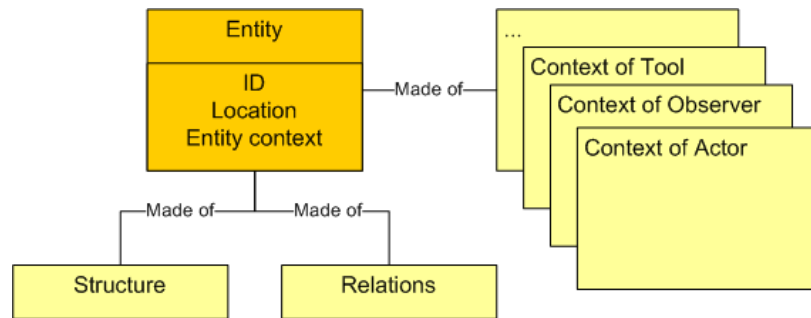 Entity
ID
Location
Entity context
Made of
...
Context of Tool
Context of Observer
Context of Actor
Made of
Made of
Structure
Relations